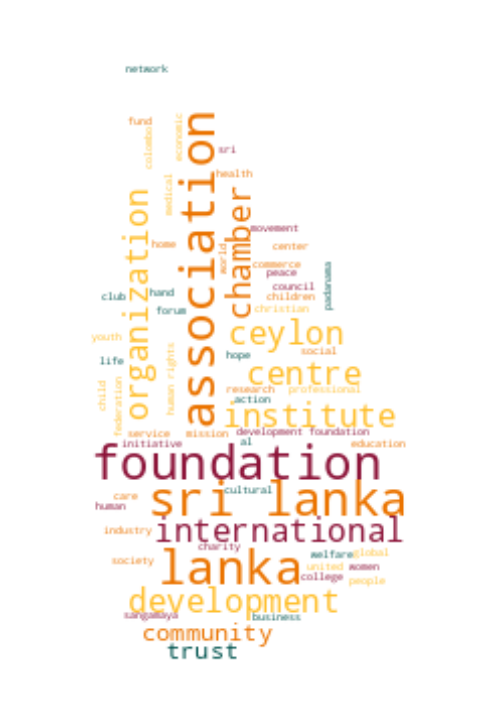 network
fund
colombo
economic
association
sri
health
medical
organization
chamber
movement
home
world
center
commerce
peace
padanama
council
children
club
hand
forum
christian
ceylon
youth
social
hope
life
human rights
centre
child
federation
research
professional
action
institute
service
mission
development foundation
initiative
al
education
foundation
cultural
care
sri lanka
human
industry
international
charity
welfare
global
society
lanka
united
women
college
people
development
sangamaya
business
community
trust